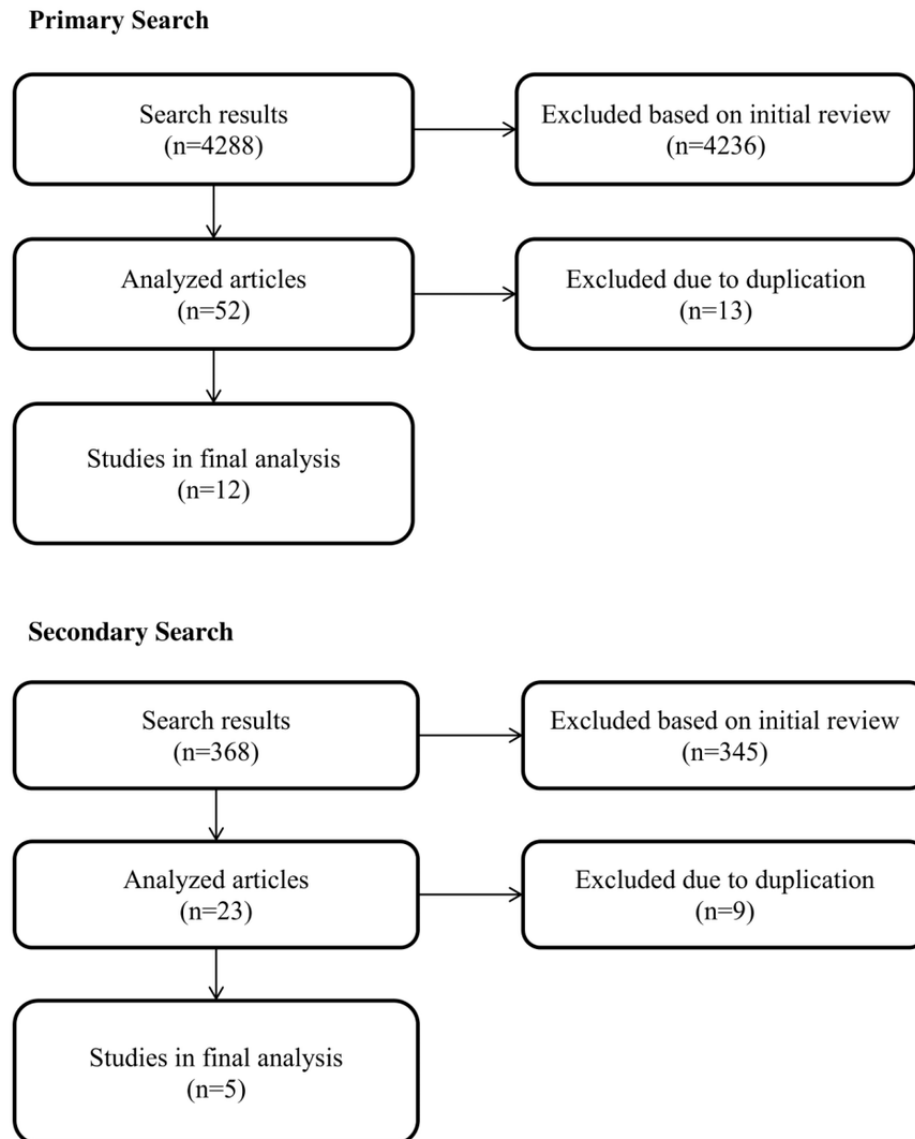 Primary Search
Search results
(n=4288)
Excluded based on initial review
(n=4236)
Analyzed articles
(n=52)
Excluded due to duplication
(n=13)
Studies in final analysis
(n=12)
Secondary Search
Search results
(n=368)
Excluded based on initial review
(n=345)
Analyzed articles
(n=23)
Excluded due to duplication
(n=9)
Studies in final analysis
(n=5)